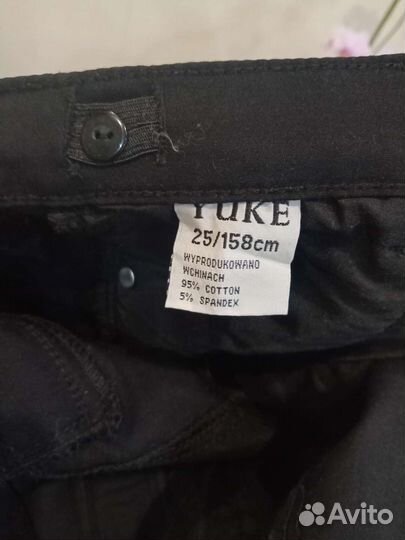 YUKE
25/158cm
WYPRODUKOWANO
WCHINACH
95% COTTON
5% SPANDEX
Avito